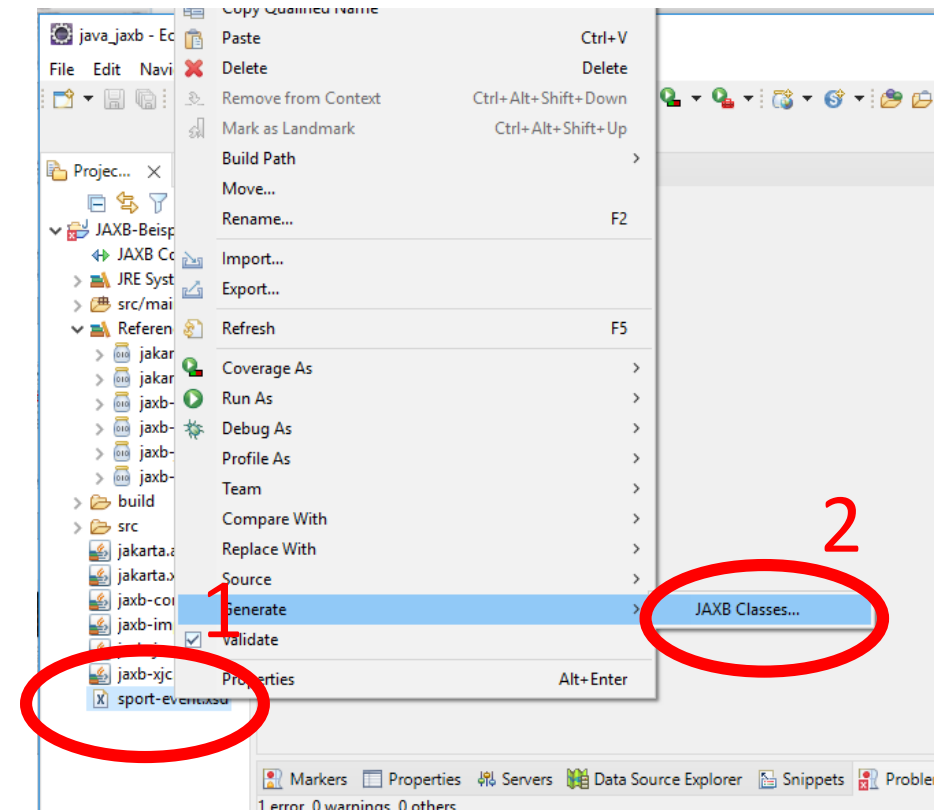 Copy Qualified Name
java_jaxb - Ec
Paste Ctrl+V
File Edit Navi
Delete Delete
Remove from Context Ctrl+Alt+Shift+Down
Mark as Landmark Ctrl+Alt+Shift+Up
Build Path
Projec...
Move...
Rename... F2
JAXB-Beisp
JAXB Co
Import...
JRE Syst
Export...
src/mai
Referen
Refresh F5
jakar
jakar
Coverage As
jaxb-
Run As
jaxb-
Debug As
jaxb-
Profile As
jaxb-
Team
build
Compare With
src
Replace With
2
jakarta.a
Source
jakarta.x
1
Generate
JAXB Classes...
jaxb-cor
jaxb-im
Validate
jaxb-xjc
Properties Alt+Enter
sport-event.xsd
Markers Properties Servers Data Source Explorer Snippets Problem
1 error, 0 warnings, 0 others